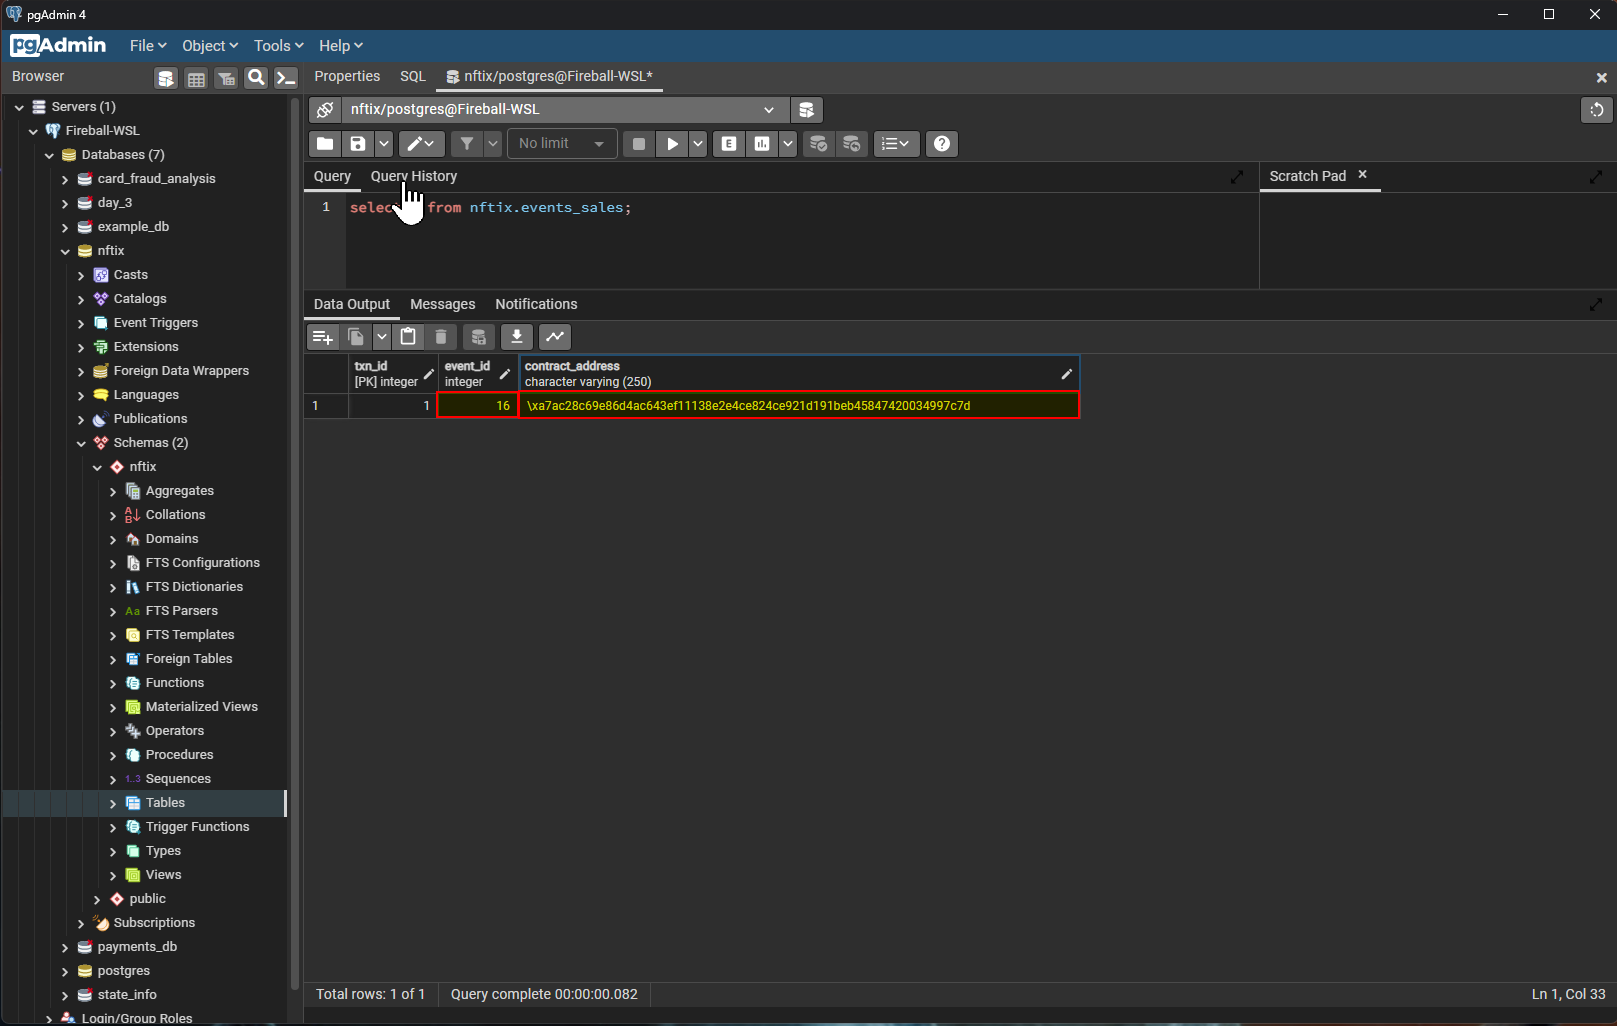 pgAdmin 4
pgAdmin File Object Tools Help
Browser
Properties SQL nftix/postgres@Fireball-WSL*
nftix/postgres@Fireball-WSL
No limit
Query Query History
Scratch Pad
1 selec from nftix.events_sales;
Data Output Messages Notifications
txn_id
[PK] integer
event_id
integer
contract_address
character varying (250)
1 1 16 \xa7ac28c69e86d4ac643ef11138e2e4ce824ce921d191beb45847420034997c7d
Servers (1)
Fireball-WSL
Databases (7)
card_fraud_analysis
day_3
example_db
nftix
Casts
Catalogs
Event Triggers
Extensions
Foreign Data Wrappers
Languages
Publications
Schemas (2)
nftix
Aggregates
Collations
Domains
FTS Configurations
FTS Dictionaries
Aa FTS Parsers
FTS Templates
Foreign Tables
Functions
Materialized Views
Operators
Procedures
1..3 Sequences
Tables
Trigger Functions
Types
Views
public
Subscriptions
payments_db
postgres
state_info
Login/Group Roles
Total rows: 1 of 1 Query complete 00:00:00.082
Ln 1, Col 33